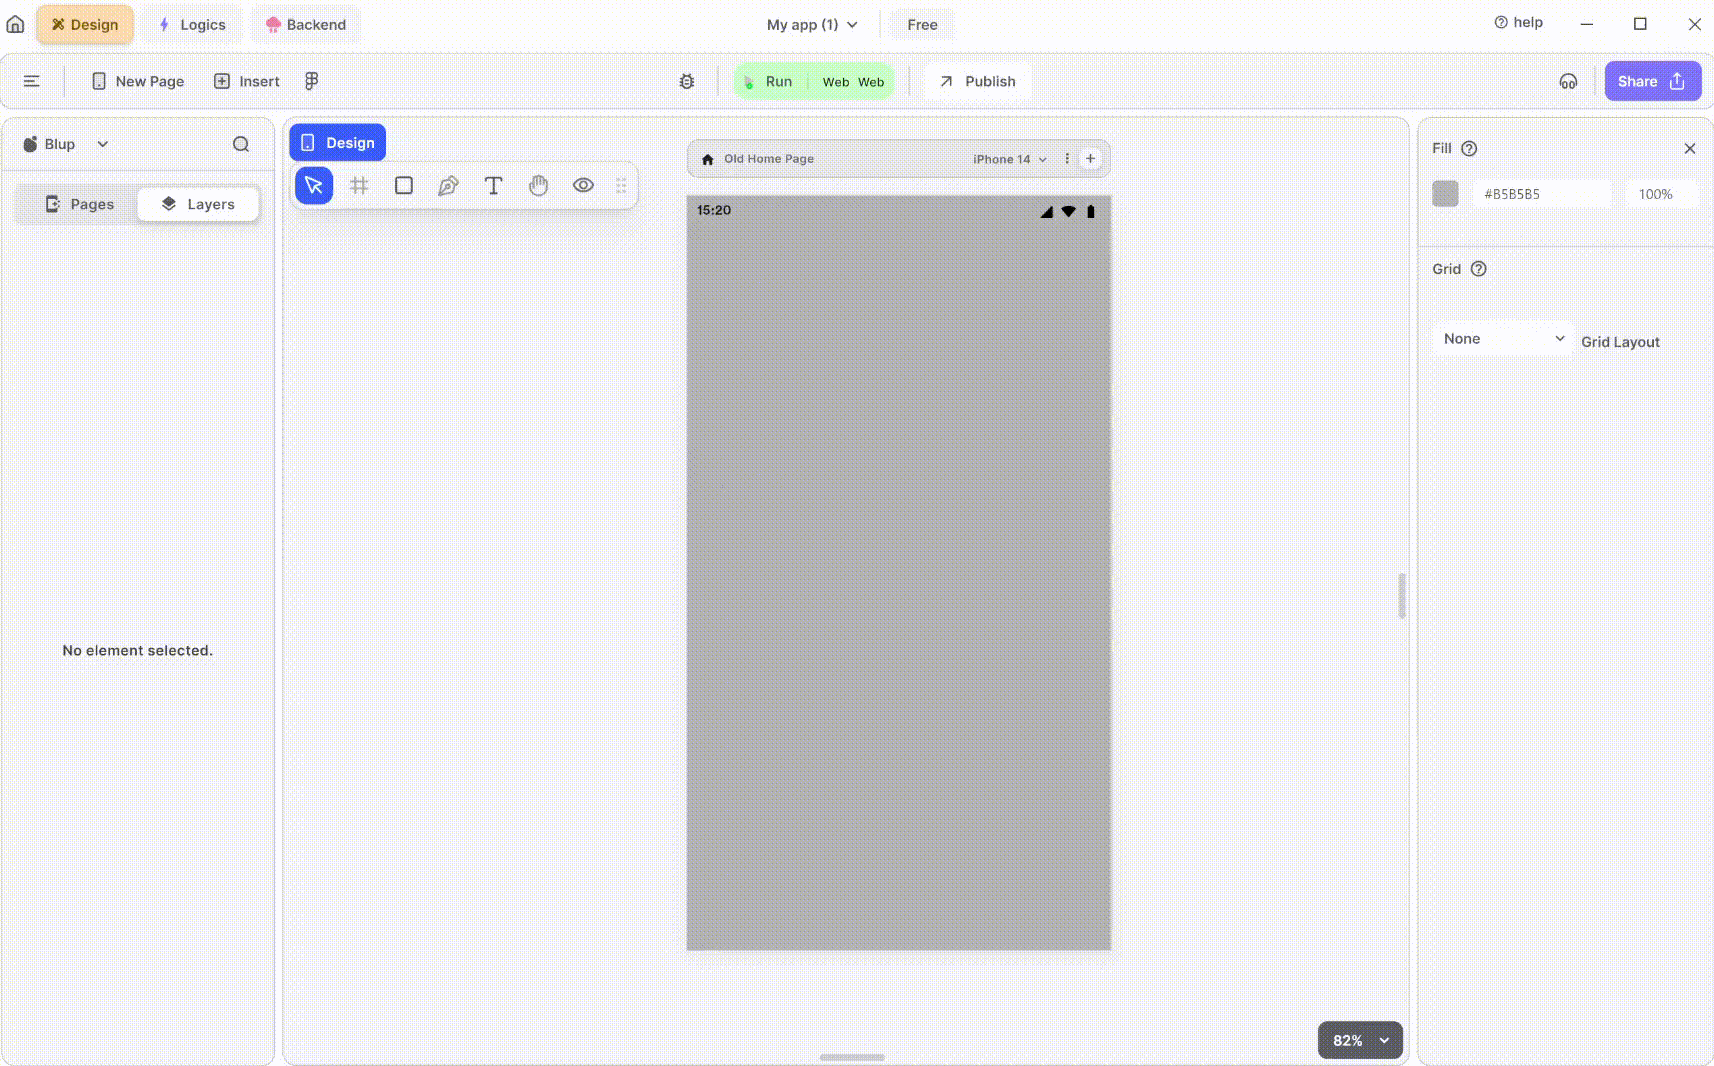 Design Logics Backend My app (1) Free help
New Page Insert Run Web Web Publish Share
Blup
Pages Layers
No element selected.
Design
Old Home Page iPhone 14
15:20
82%
Fill
#B5B5B5 100%
Grid
None Grid Layout